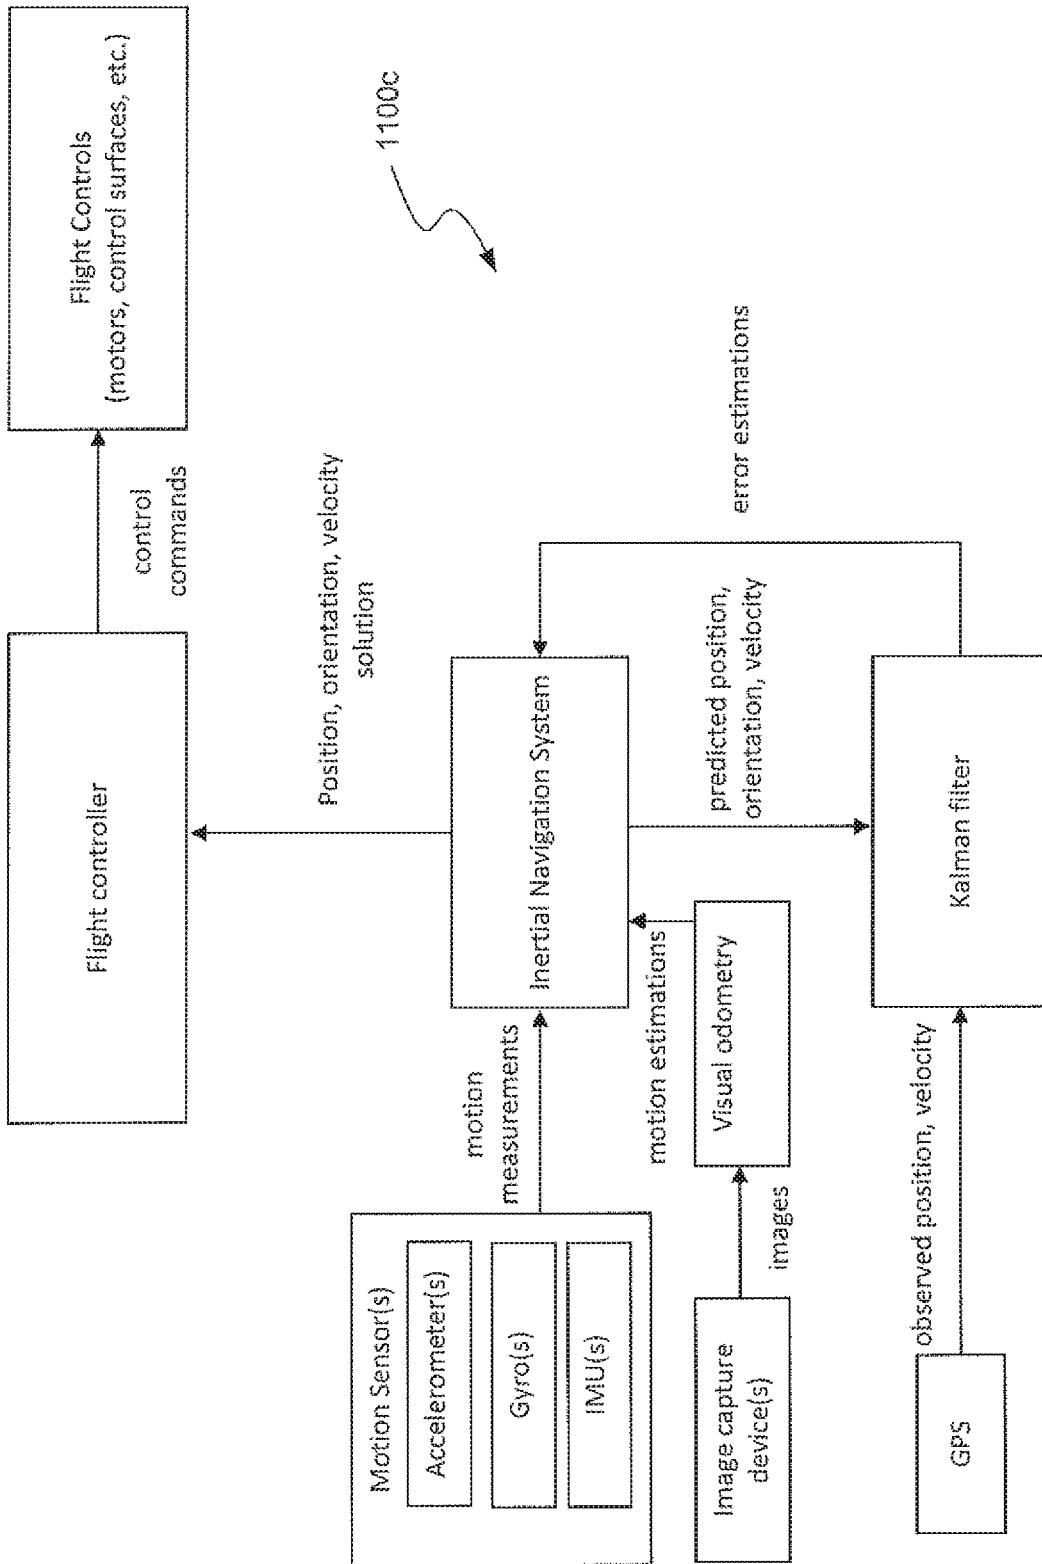 Flight controller
control
commands
Flight Controls
(motors, control surfaces, etc.)
Position, orientation, velocity
solution
1100c
Motion Sensor(s)
Accelerometer(s)
Gyro(s)
IMU(s)
motion
measurements
Inertial Navigation System
error estimations
Image capture
device(s)
images
Visual odometry
motion estimations
predicted position,
orientation, velocity
GPS
observed position, velocity
Kalman filter